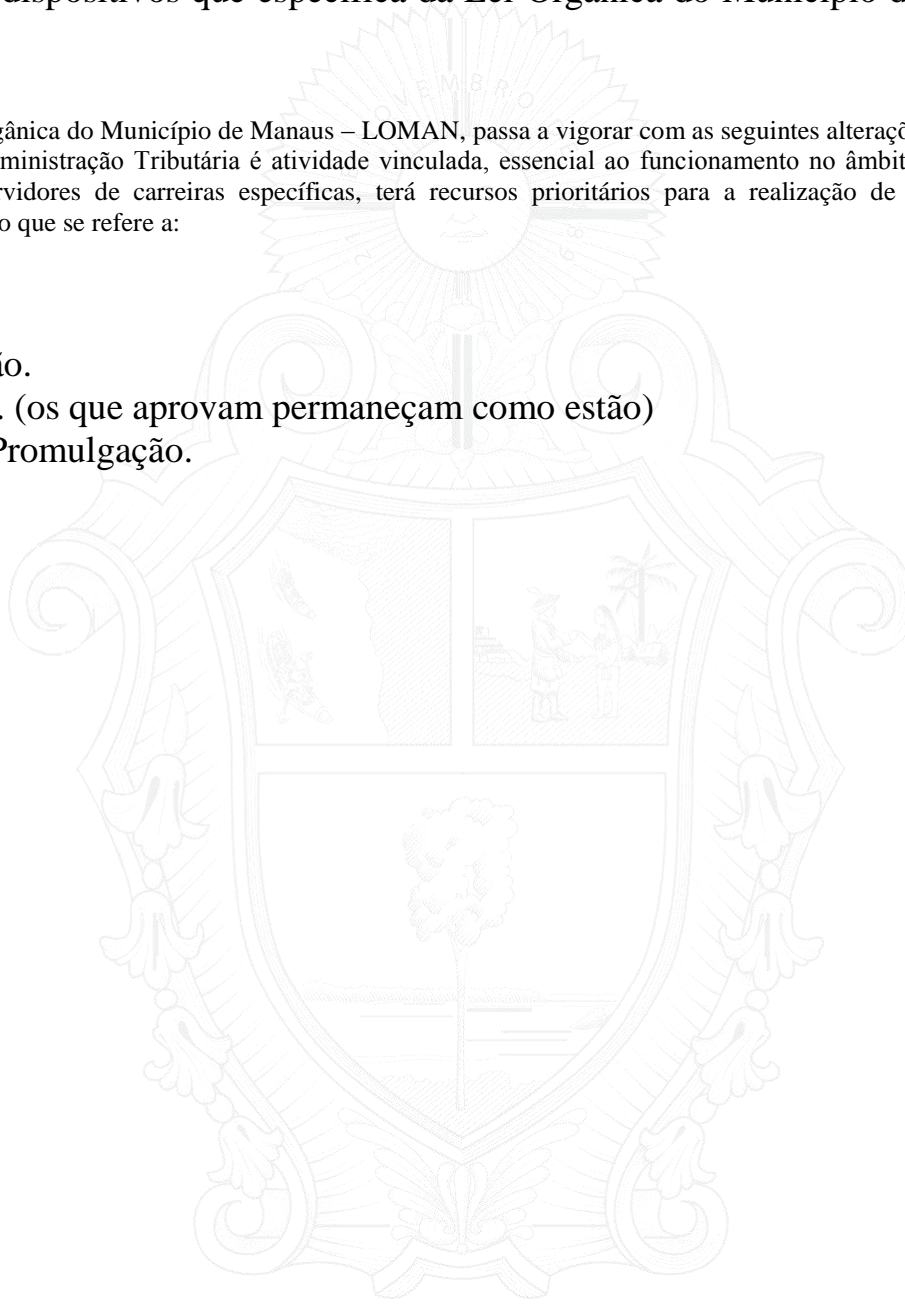 dispositivos que especifica da Lei Orgânica do Município d
gânica do Município de Manaus – LOMAN, passa a vigorar com as seguintes alteraçõ
ministração Tributária é atividade vinculada, essencial ao funcionamento no âmbit
rvidores de carreiras específicas, terá recursos prioritários para a realização de
o que se refere a:
ão.
. (os que aprovam permaneçam como estão)
Promulgação.